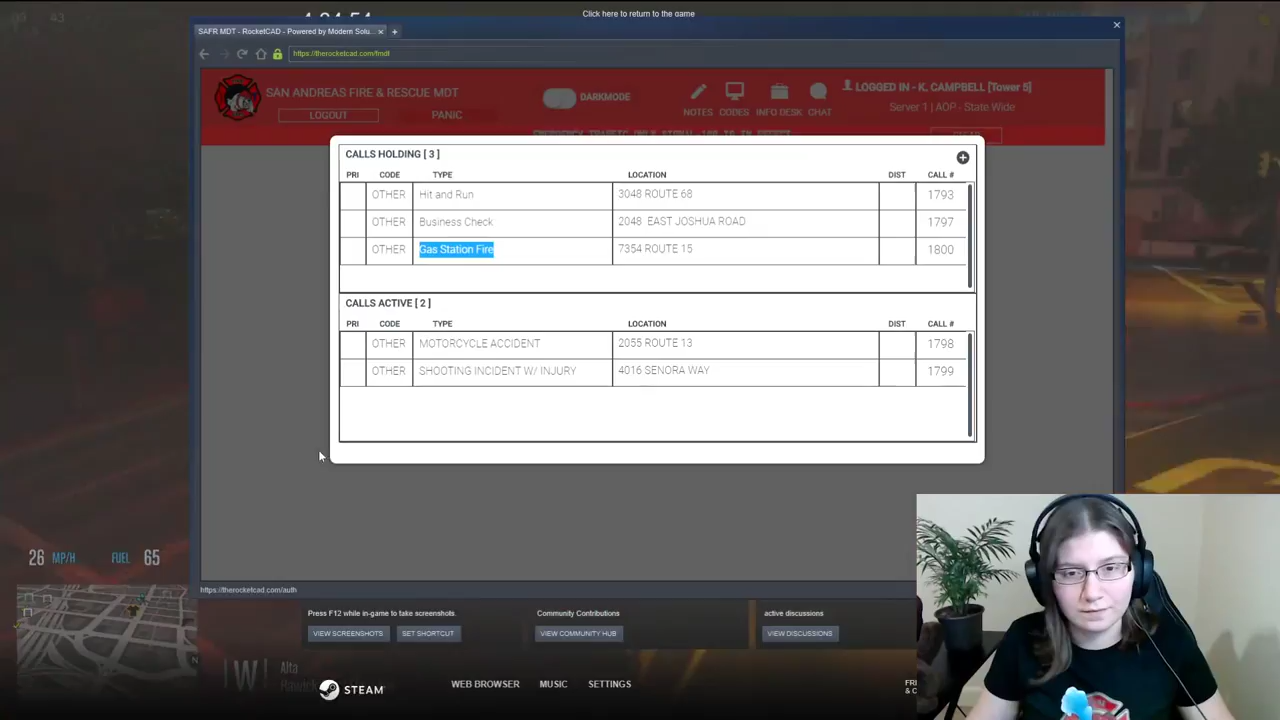 Click here to return to the game
SAFR MDT - RocketCAD - Powered by Modern Solu...
https://therocketcad.com/fmdt
SAN ANDREAS FIRE & RESCUE MDT
LOGOUT
PANIC
DARKMODE
NOTES
CODES
INFO DESK
CHAT
LOGGED IN - K. CAMPBELL [Tower 5]
Server 1 | AOP - State Wide
CALLS HOLDING [ 3 ]
PRI CODE TYPE LOCATION DIST CALL #
OTHER Hit and Run 3048 ROUTE 68 1793
OTHER Business Check 2048 EAST JOSHUA ROAD 1797
OTHER Gas Station Fire 7354 ROUTE 15 1800
CALLS ACTIVE [ 2 ]
PRI CODE TYPE LOCATION DIST CALL #
OTHER MOTORCYCLE ACCIDENT 2055 ROUTE 13 1798
OTHER SHOOTING INCIDENT W/ INJURY 4016 SENORA WAY 1799
26 MP/H FUEL 65
https://therocketcad.com/auth
Press F12 while in-game to take screenshots.
VIEW SCREENSHOTS
SET SHORTCUT
Community Contributions
VIEW COMMUNITY HUB
active discussions
VIEW DISCUSSIONS
N
W
Alta
STEAM
WEB BROWSER
MUSIC
SETTINGS
FRI
& C